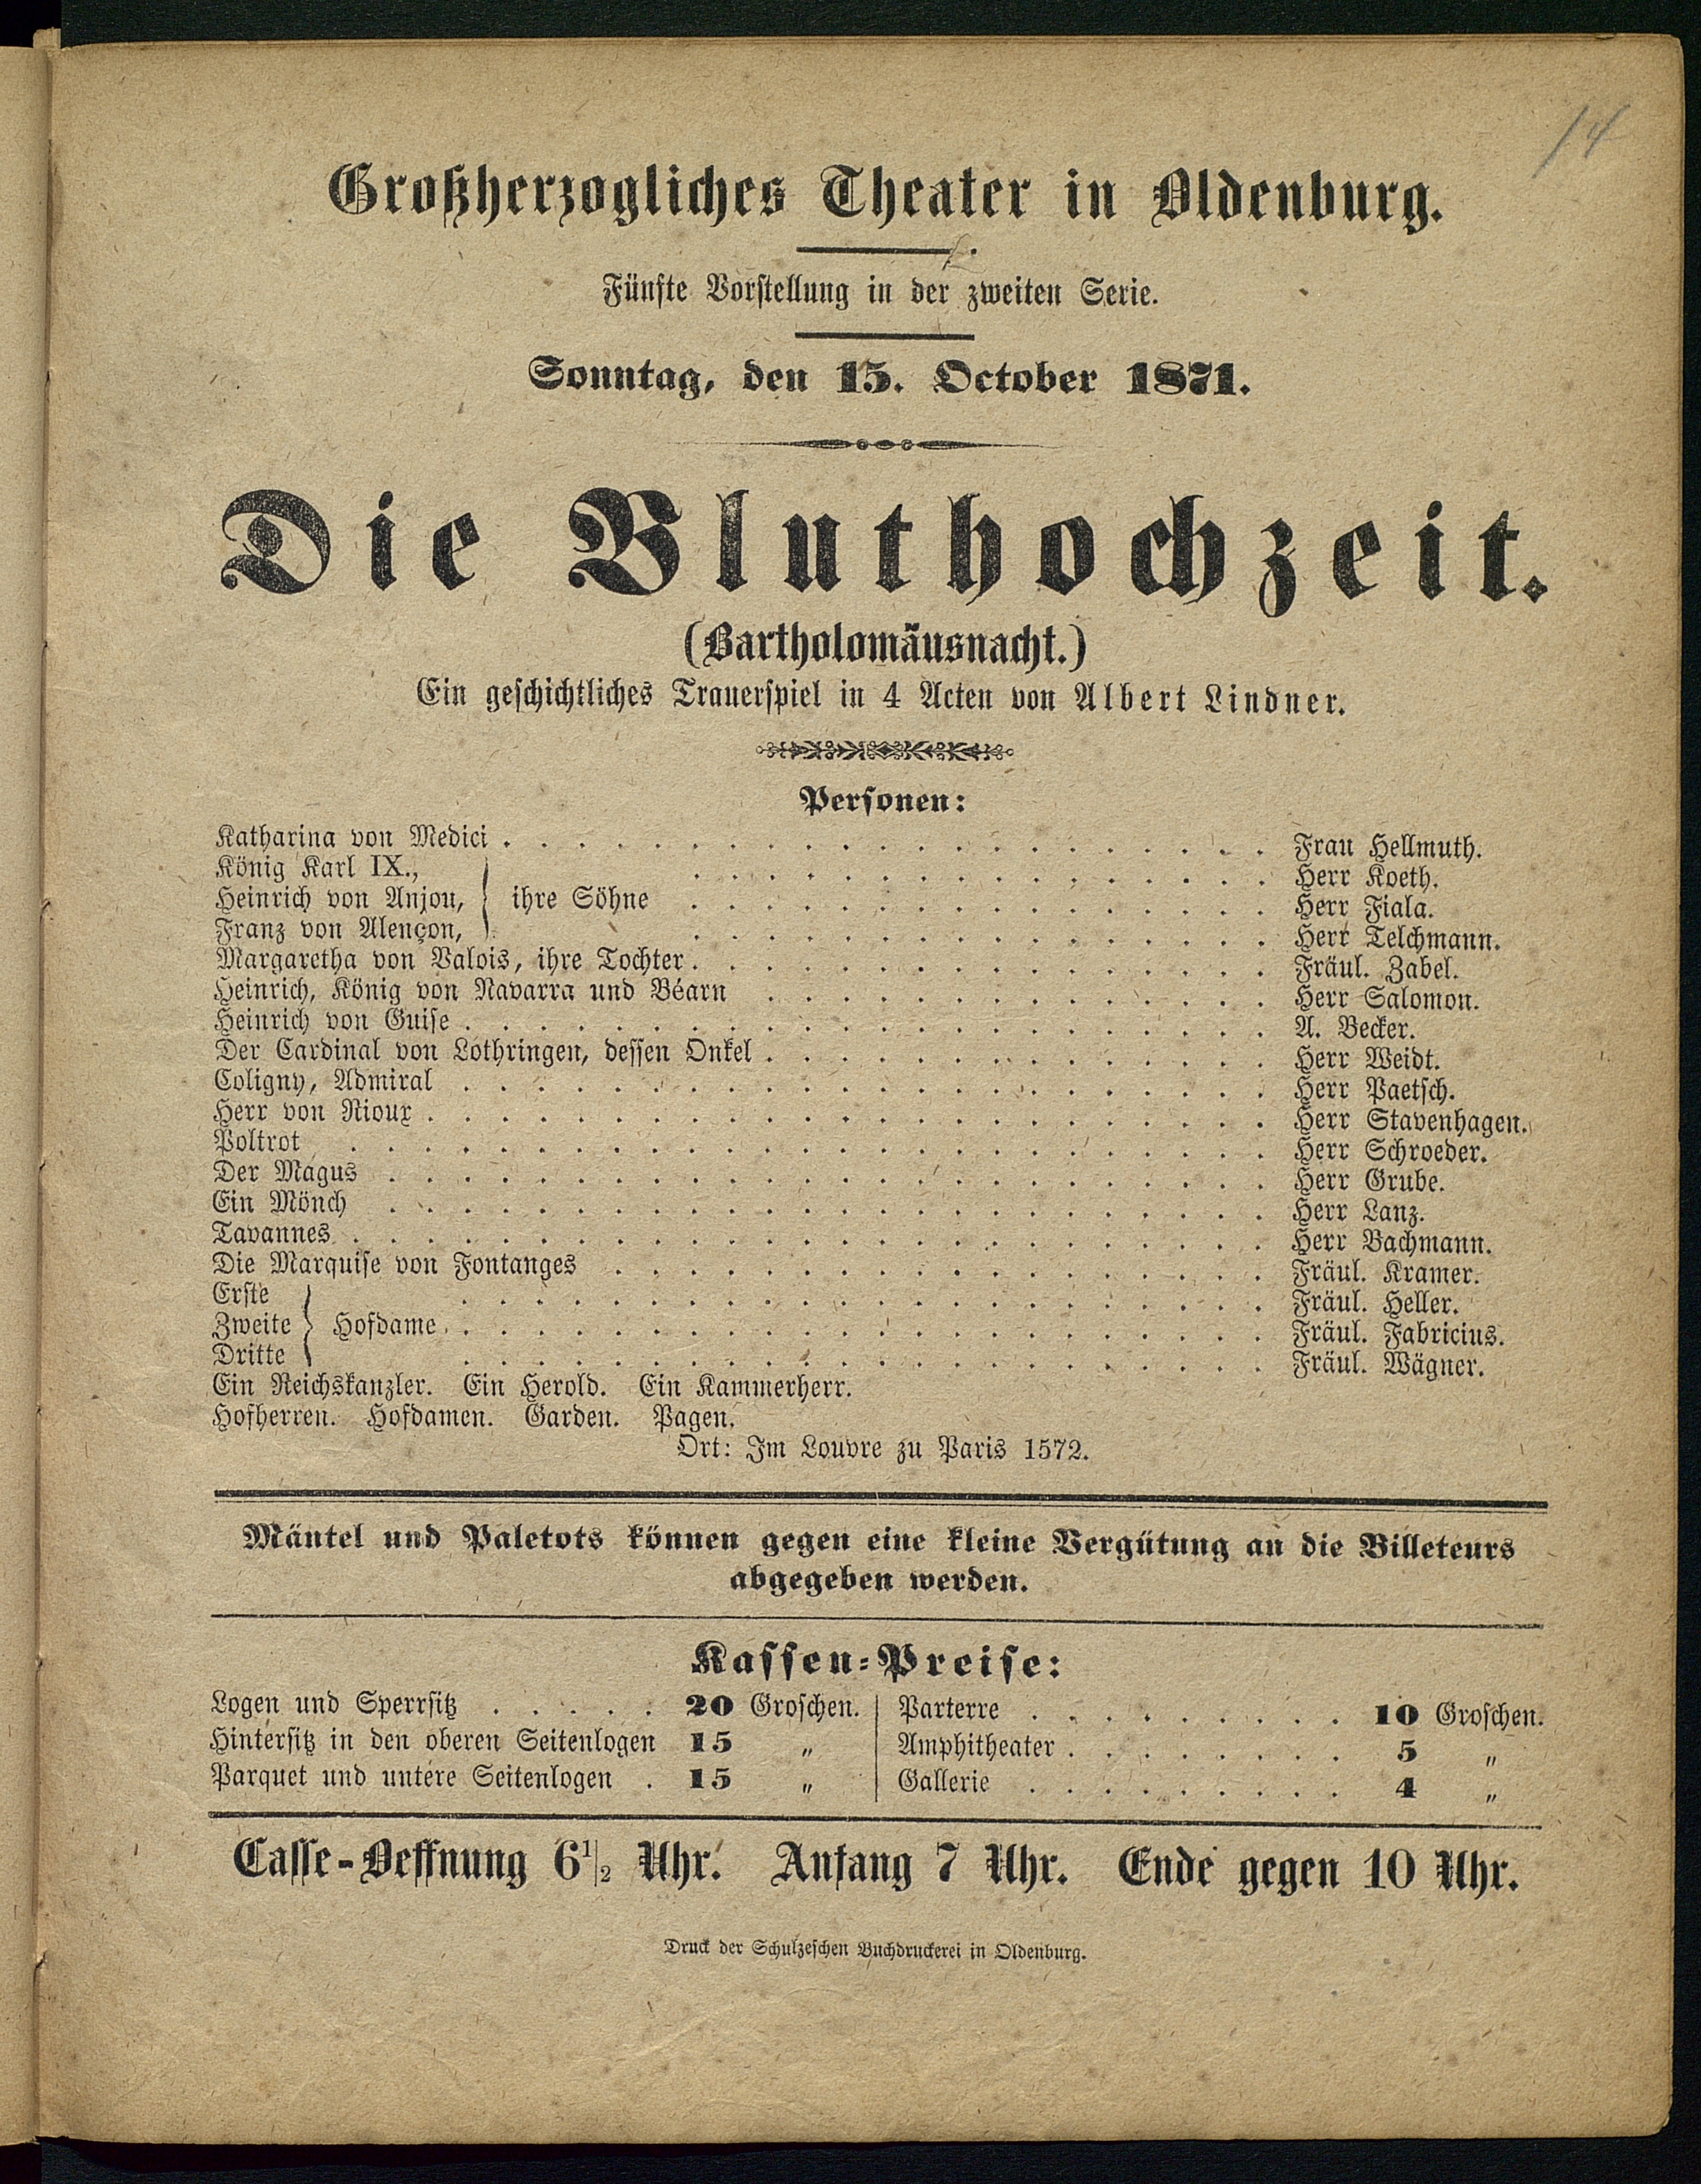 14
Großherzogliches Theater in Oldenburg.
Fünfte Vorstellung in der zweiten Serie.
Sonntag, den 15. October 1871.
Die Bluthochzeit.
(Bartholomäusnacht.)
Ein geschichtliches Trauerspiel in 4 Acten von Albert Lindner.
Personen:
Katharina von Medici . . . . . . . . . . Frau Hellmuth.
König Karl IX., . . . . . . . . . . Herr Koeth.
Heinrich von Anjou, } ihre Söhne . . . . . . . . . . Herr Fiala.
Franz von Alençon, . . . . . . . . . . Herr Telchmann.
Margaretha von Valois, ihre Tochter . . . . . . . . . . Fräul. Zabel.
Heinrich, König von Navarra und Béarn . . . . . . . . . . Herr Salomon.
Heinrich von Guise . . . . . . . . . . A. Becker.
Der Cardinal von Lothringen, dessen Onkel . . . . . . . . . . Herr Weidt.
Coligny, Admiral . . . . . . . . . . Herr Paetsch.
Herr von Rioux . . . . . . . . . . Herr Stavenhagen.
Poltrot . . . . . . . . . . Herr Schroeder.
Der Magus . . . . . . . . . . Herr Grube.
Ein Mönch . . . . . . . . . . Herr Lanz.
Tavannes . . . . . . . . . . Herr Bachmann.
Die Marquise von Fontanges . . . . . . . . . . Fräul. Kramer.
Erste . . . . . . . . . . Fräul. Heller.
Zweite } Hofdame . . . . . . . . . . Fräul. Fabricius.
Dritte . . . . . . . . . . Fräul. Wägner.
Ein Reichskanzler. Ein Herold. Ein Kammerherr.
Hofherren. Hofdamen. Garden. Pagen.
Ort: Im Louvre zu Paris 1572.
Mäntel und Paletots können gegen eine kleine Vergütung an die Billeteurs
abgegeben werden.
Kassen-Preise:
Logen und Sperrsitz . . . . . 20 Groschen.
Hintersitz in den oberen Seitenlogen 15 "
Parquet und untere Seitenlogen . 15 "
Parterre . . . . . . . . . 10 Groschen.
Amphitheater . . . . . . . . 5 "
Gallerie . . . . . . . . . 4 "
Casse-Oeffnung 6 1/2 Uhr. Anfang 7 Uhr. Ende gegen 10 Uhr.
Druck der Schulzeschen Buchdruckerei in Oldenburg.